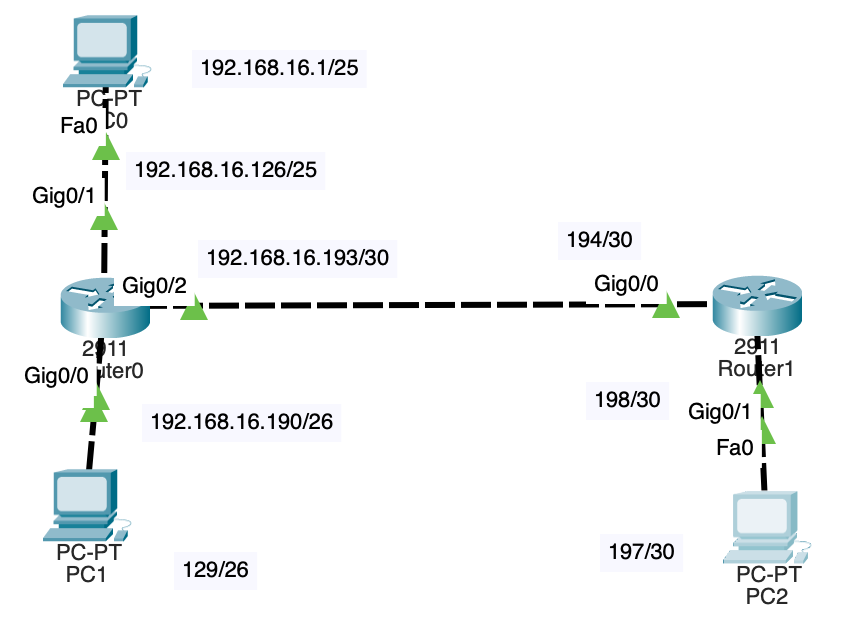 192.168.16.1/25
PC-PT
C0
Fa0
192.168.16.126/25
Gig0/1
192.168.16.193/30
194/30
Gig0/2
Gig0/0
2911
uter0
2911
Router1
Gig0/0
198/30
Gig0/1
192.168.16.190/26
Fa0
PC-PT
PC1
129/26
197/30
PC-PT
PC2